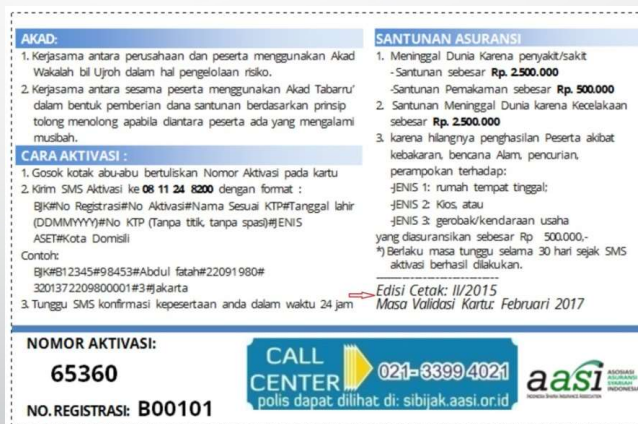 AKAD:
1. Kerjasama antara perusahaan dan peserta menggunakan Akad
Wakalah bil Ujroh dalam hal pengelolaan risiko.
2. Kerjasama antara sesama peserta menggunakan Akad Tabarru'
dalam bentuk pemberian dana santunan berdasarkan prinsip
tolong menolong apabila diantara peserta ada yang mengalami
musibah.
CARA AKTIVASI :
1. Gosok kotak abu-abu bertuliskan Nomor Aktivasi pada kartu
2. Kirim SMS Aktivasi ke 08 11 24 8200 dengan format :
BJK#No Registrasi#No Aktivasi#Nama Sesuai KTP#Tanggal lahir
(DDMMYYYY)#No KTP (Tanpa titik, tanpa spasi)#JENIS
ASET#Kota Domisili
Contoh:
BJK#B12345#98453#Abdul fatah#22091980#
3201372209800001#3#Jakarta
3. Tunggu SMS konfirmasi kepesertaan anda dalam waktu 24 jam
SANTUNAN ASURANSI
1. Meninggal Dunia Karena penyakit/sakit
- Santunan sebesar Rp. 2.500.000
-Santunan Pemakaman sebesar Rp. 500.000
2. Santunan Meninggal Dunia karena Kecelakaan
sebesar Rp. 2.500.000
3. karena hilangnya penghasilan Peserta akibat
kebakaran, bencana Alam, pencurian,
perampokan terhadap:
-JENIS 1: rumah tempat tinggal;
-JENIS 2: Kios, atau
-JENIS 3: gerobak/kendaraan usaha
yang diasuransikan sebesar Rp 500.000,-
*) Berlaku masa tunggu selama 30 hari sejak SMS
aktivasi berhasil dilakukan.
Edisi Cetak: II/2015
Masa Validasi Kartu: Februari 2017
NOMOR AKTIVASI:
65360
NO. REGISTRASI: B00101
CALL
CENTER
021-3399 4021
polis dapat dilihat di: sibijak.aasi.or.id
aasi
ASOSIASI
ASURANSI
SYARIAH
INDONESIA
INDONESIA SHARIA INSURANCE ASSOCIATION